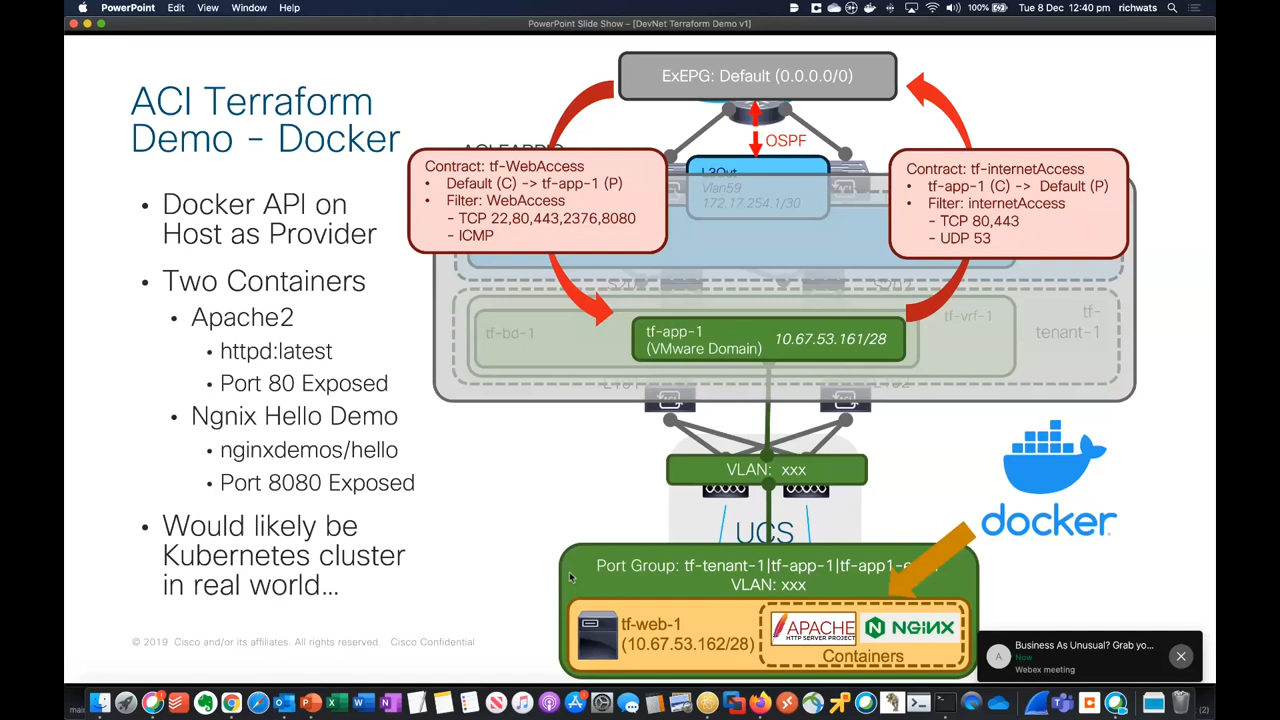 PowerPoint Edit View Window Help
100% Tue 8 Dec 12:40 pm richwats
PowerPoint Slide Show - [DevNet Terraform Demo v1]
ACI Terraform
Demo - Docker
• Docker API on
Host as Provider
• Two Containers
• Apache2
• httpd:latest
• Port 80 Exposed
• Ngnix Hello Demo
• nginxdemos/hello
• Port 8080 Exposed
• Would likely be
Kubernetes cluster
in real world...
© 2019 Cisco and/or its affiliates. All rights reserved. Cisco Confidential
ExEPG: Default (0.0.0.0/0)
OSPF
Contract: tf-WebAccess
• Default (C) -> tf-app-1 (P)
• Filter: WebAccess
- TCP 22,80,443,2376,8080
- ICMP
L3Out
Vlan59
172.17.254.1/30
Contract: tf-internetAccess
• tf-app-1 (C) -> Default (P)
• Filter: internetAccess
- TCP 80,443
- UDP 53
tf-bd-1
tf-app-1
(VMware Domain)
10.67.53.161/28
tf-vrf-1
tf-
tenant-1
VLAN: xxx
UCS
docker
Port Group: tf-tenant-1|tf-app-1|tf-app1-
VLAN: xxx
tf-web-1
(10.67.53.162/28)
APACHE
HTTP SERVER PROJECT
NGINX
Containers
A
Business As Unusual? Grab yo...
Now
Webex meeting
(2)